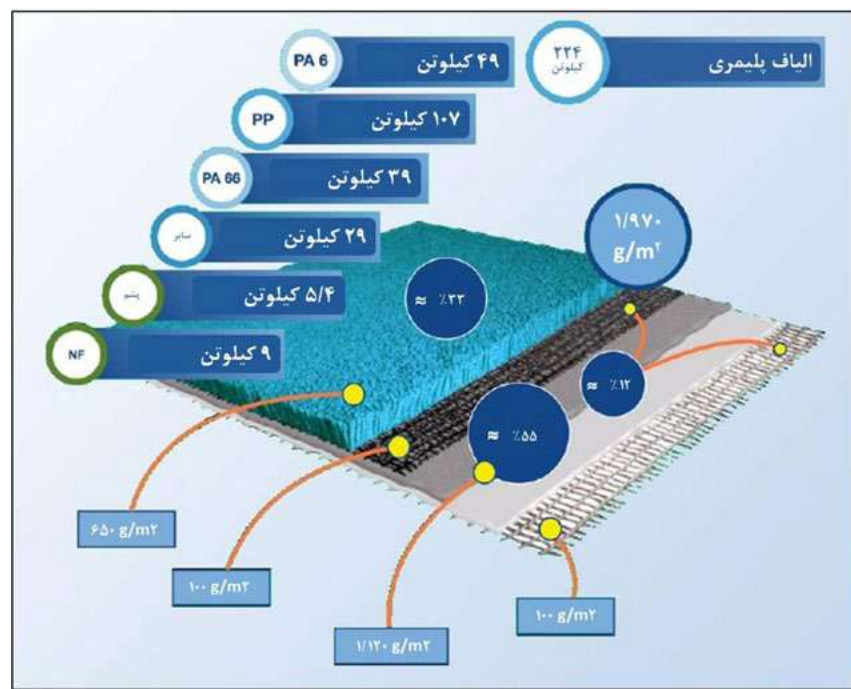 الیاف پلیمری
۲۲۴
کیلوتن
PA 6
۴۹ کیلوتن
PP
۱۰۷ کیلوتن
PA 66
۳۹ کیلوتن
سایر
۲۹ کیلوتن
پشم
۵/۴ کیلوتن
NF
۹ کیلوتن
۱/۹۷۰
g/m²
≈ ٪۳۳
≈ ٪۱۲
≈ ٪۵۵
۶۵۰ g/m۲
۱۰۰ g/m۲
۱/۱۲۰ g/m۲
۱۰۰ g/m۲